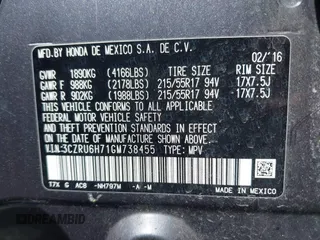 MFD.BY HONDA DE MEXICO S.A. DE C.V.
02/'16
GVWR 1890KG (4166LBS) TIRE SIZE RIM SIZE
GAWR F 988KG (2178LBS) 215/55R17 94V 17X7.5J
GAWR R 902KG (1988LBS) 215/55R17 94V 17X7.5J
THIS VEHICLE CONFORMS TO ALL APPLICABLE
FEDERAL MOTOR VEHICLE SAFETY, BUMPER, AND
THEFT PREVENTION STANDARDS IN EFFECT ON THE
DATE OF MANUFACTURE SHOWN ABOVE.
V.I.N:3CZRU6H71GM738455 TYPE: MPV
T7X G AC8 -NH797M -A -M
MADE IN MEXICO
CLEARAMBID